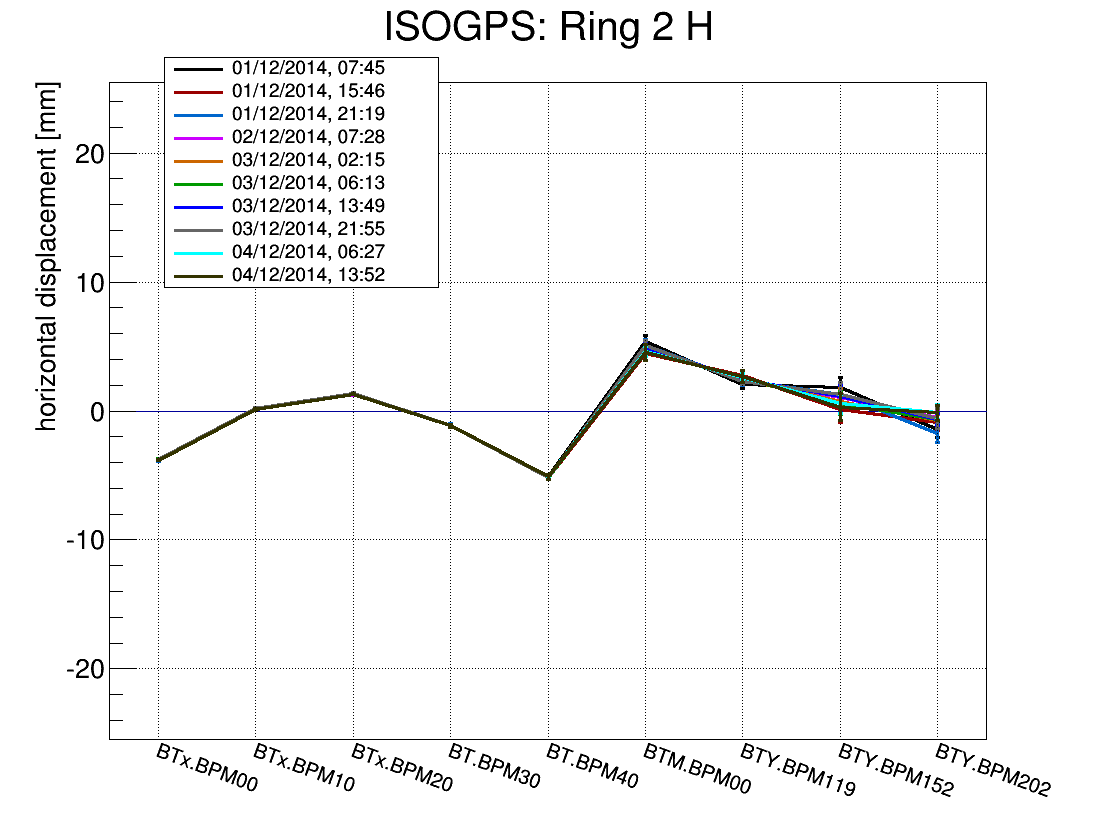 ISOGPS: Ring 2 H
01/12/2014, 07:45
01/12/2014, 15:46
01/12/2014, 21:19
02/12/2014, 07:28
03/12/2014, 02:15
03/12/2014, 06:13
03/12/2014, 13:49
03/12/2014, 21:55
04/12/2014, 06:27
04/12/2014, 13:52
horizontal displacement [mm]
20
10
0
-10
-20
BTx.BPM00
BTx.BPM10
BTx.BPM20
BT.BPM30
BT.BPM40
BTM.BPM00
BTY.BPM119
BTY.BPM152
BTY.BPM202